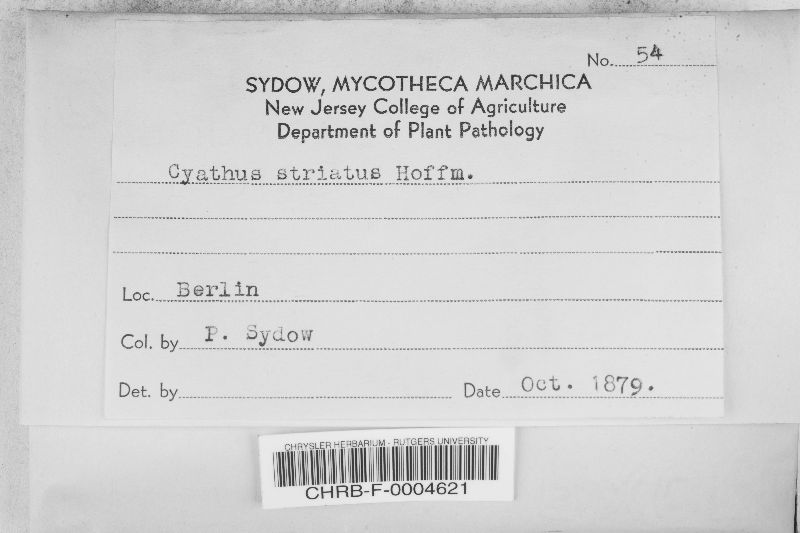 No. 54
SYDOW, MYCOTHECA MARCHICA
New Jersey College of Agriculture
Department of Plant Pathology
Cyathus striatus Hoffm.
Loc. Berlin
Col. by P. Sydow
Det. by Date Oct. 1879.
CHRYSLER HERBARIUM - RUTGERS UNIVERSITY
CHRB-F-0004621